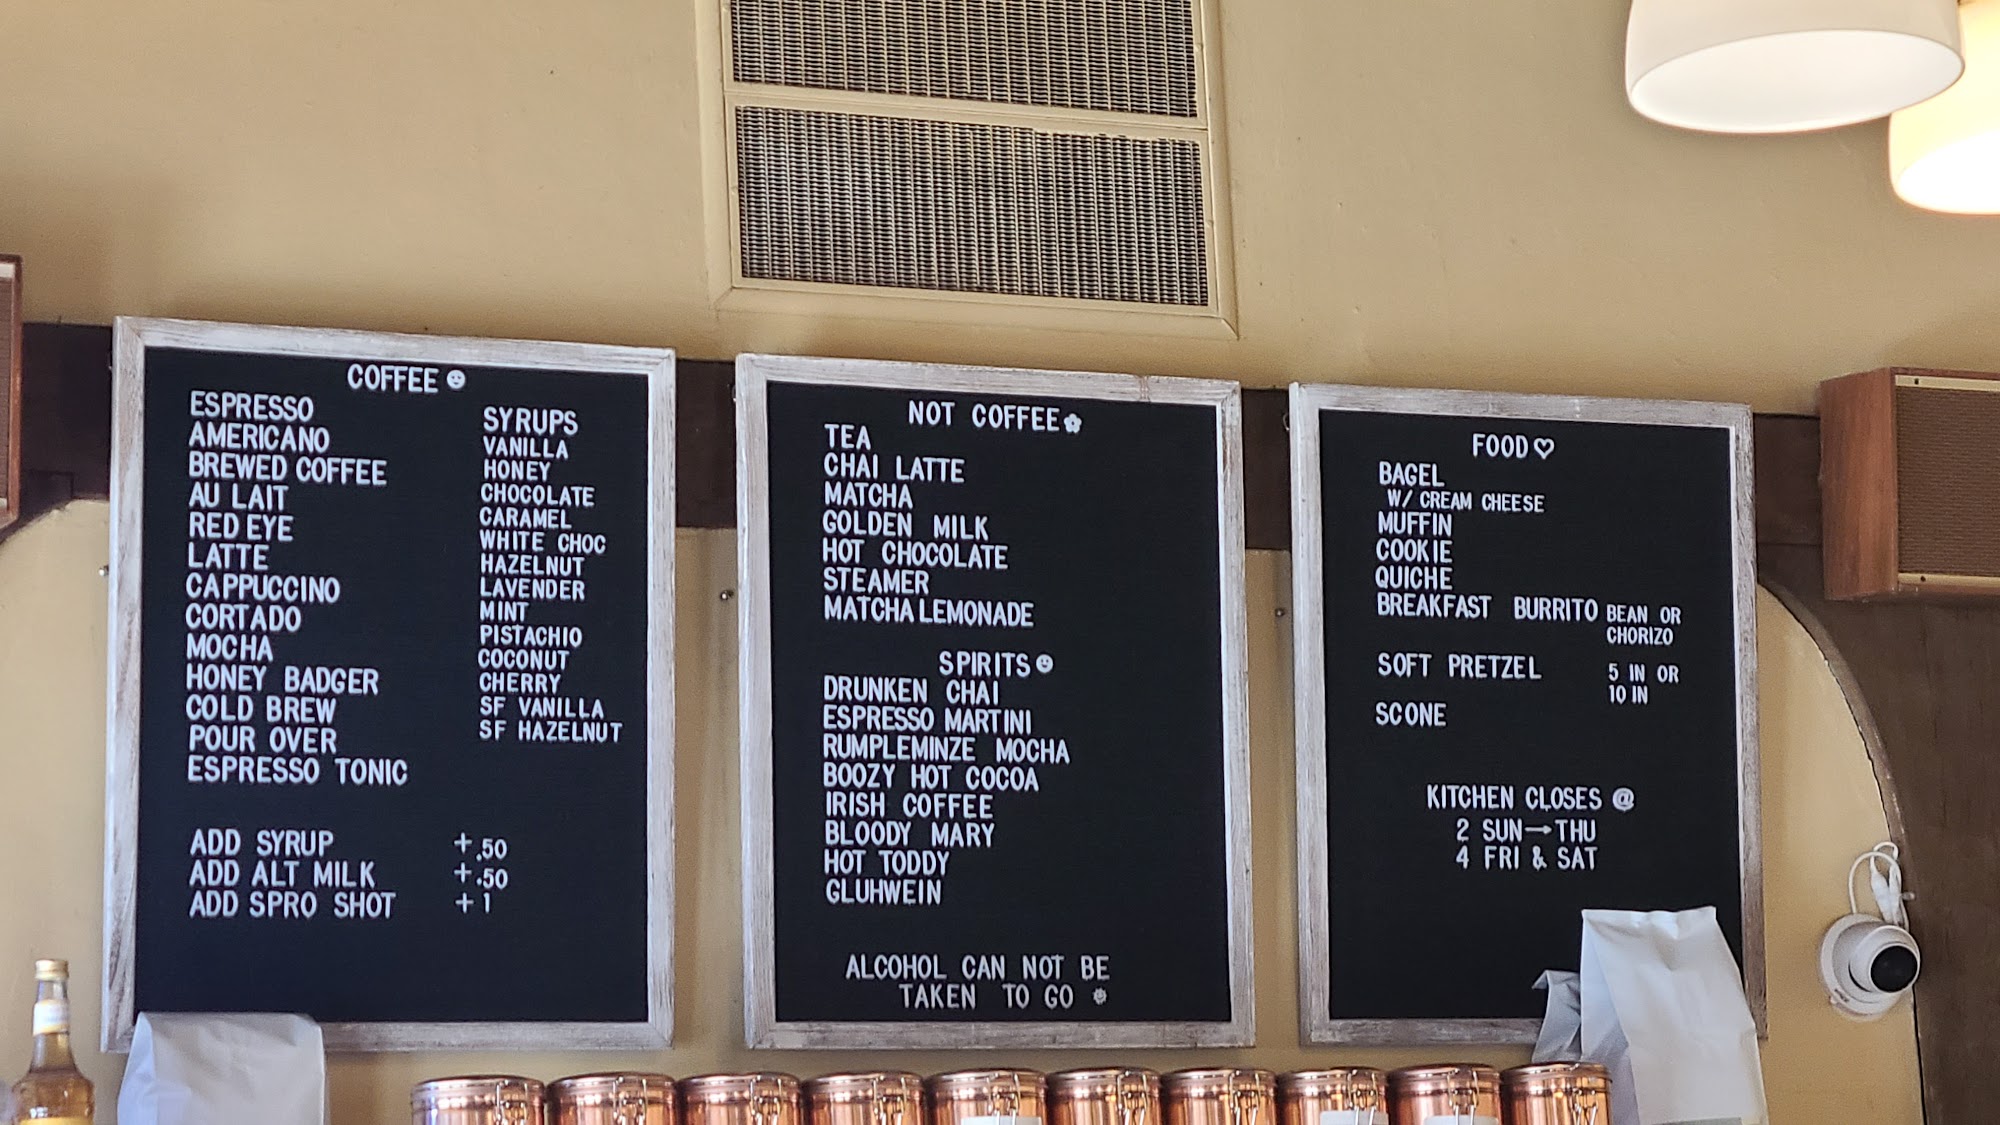 COFFEE
ESPRESSO
AMERICANO
BREWED COFFEE
AU LAIT
RED EYE
LATTE
CAPPUCCINO
CORTADO
MOCHA
HONEY BADGER
COLD BREW
POUR OVER
ESPRESSO TONIC
SYRUPS
VANILLA
HONEY
CHOCOLATE
CARAMEL
WHITE CHOC
HAZELNUT
LAVENDER
MINT
PISTACHIO
COCONUT
CHERRY
SF VANILLA
SF HAZELNUT
ADD SYRUP +.50
ADD ALT MILK +.50
ADD SPRO SHOT +1
NOT COFFEE
TEA
CHAI LATTE
MATCHA
GOLDEN MILK
HOT CHOCOLATE
STEAMER
MATCHA LEMONADE
SPIRITS
DRUNKEN CHAI
ESPRESSO MARTINI
RUMPLEMINZE MOCHA
BOOZY HOT COCOA
IRISH COFFEE
BLOODY MARY
HOT TODDY
GLUHWEIN
ALCOHOL CAN NOT BE
TAKEN TO GO
FOOD
BAGEL
W/ CREAM CHEESE
MUFFIN
COOKIE
QUICHE
BREAKFAST BURRITO BEAN OR
CHORIZO
SOFT PRETZEL 5 IN OR
10 IN
SCONE
KITCHEN CLOSES @
2 SUN→THU
4 FRI & SAT